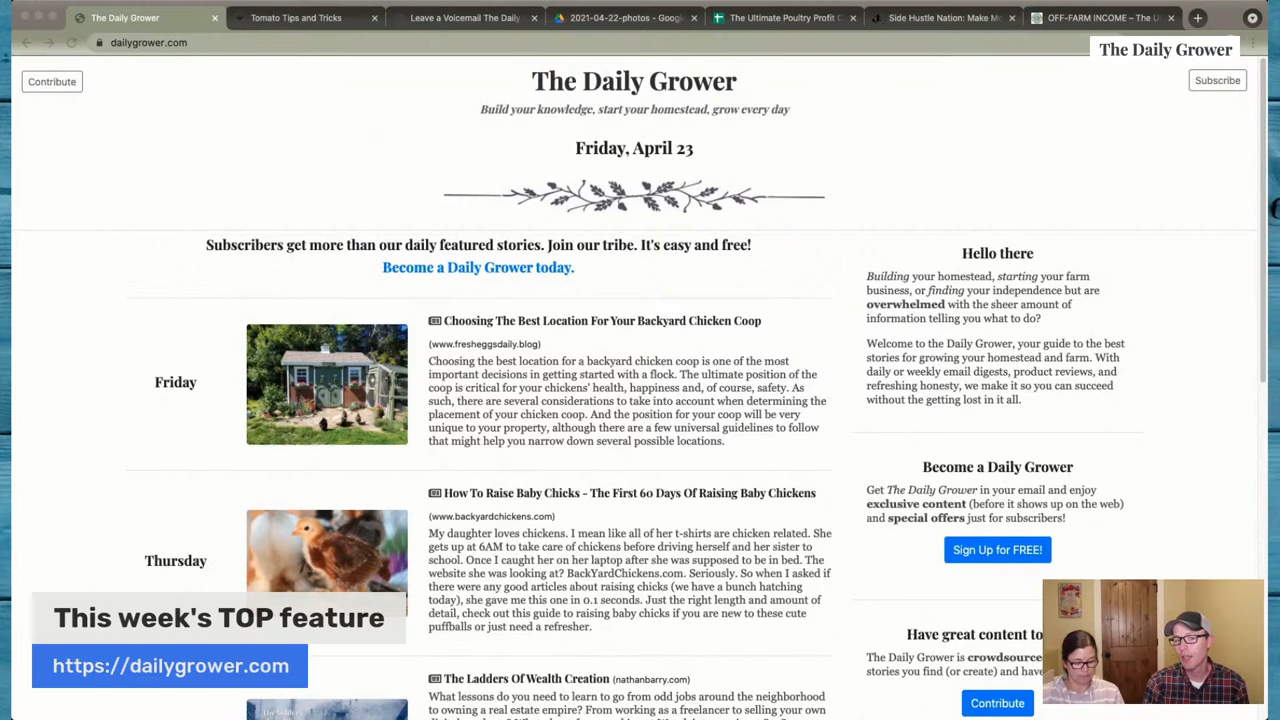 The Daily Grower
Tomato Tips and Tricks
Leave a Voicemail The Daily
2021-04-22-photos - Google
The Ultimate Poultry Profit C
Side Hustle Nation: Make Mo
OFF-FARM INCOME – The Ul
dailygrower.com
The Daily Grower
Contribute
The Daily Grower
Subscribe
Build your knowledge, start your homestead, grow every day
Friday, April 23
Subscribers get more than our daily featured stories. Join our tribe. It's easy and free!
Become a Daily Grower today.
Friday
Choosing The Best Location For Your Backyard Chicken Coop
(www.fresheggsdaily.blog)
Choosing the best location for a backyard chicken coop is one of the most
important decisions in getting started with a flock. The ultimate position of the
coop is critical for your chickens' health, happiness and, of course, safety. As
such, there are several considerations to take into account when determining the
placement of your chicken coop. And the position for your coop will be very
unique to your property, although there are a few universal guidelines to follow
that might help you narrow down several possible locations.
Thursday
How To Raise Baby Chicks - The First 60 Days Of Raising Baby Chickens
(www.backyardchickens.com)
My daughter loves chickens. I mean like all of her t-shirts are chicken related. She
gets up at 6AM to take care of chickens before driving herself and her sister to
school. Once I caught her on her laptop after she was supposed to be in bed. The
website she was looking at? BackYardChickens.com. Seriously. So when I asked if
there were any good articles about raising chicks (we have a bunch hatching
today), she gave me this one in 0.1 seconds. Just the right length and amount of
detail, check out this guide to raising baby chicks if you are new to these cute
puffballs or just need a refresher.
The Ladders Of Wealth Creation (nathanbarry.com)
What lessons do you need to learn to go from odd jobs around the neighborhood
to owning a real estate empire? From working as a freelancer to selling your own
Hello there
Building your homestead, starting your farm
business, or finding your independence but are
overwhelmed with the sheer amount of
information telling you what to do?
Welcome to the Daily Grower, your guide to the best
stories for growing your homestead and farm. With
daily or weekly email digests, product reviews, and
refreshing honesty, we make it so you can succeed
without the getting lost in it all.
Become a Daily Grower
Get The Daily Grower in your email and enjoy
exclusive content (before it shows up on the web)
and special offers just for subscribers!
Sign Up for FREE!
Have great content to
The Daily Grower is crowdsource
stories you find (or create) and have
Contribute
This week's TOP feature
https://dailygrower.com